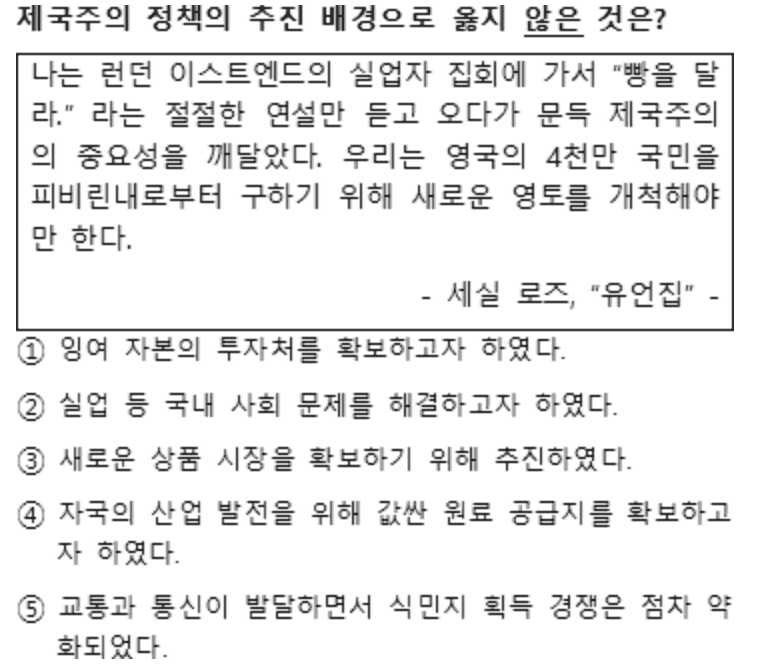 제국주의 정책의 추진 배경으로 옳지 않은 것은?
나는 런던 이스트엔드의 실업자 집회에 가서 “빵을 달
라.” 라는 절절한 연설만 듣고 오다가 문득 제국주의
의 중요성을 깨달았다. 우리는 영국의 4천만 국민을
피비린내로부터 구하기 위해 새로운 영토를 개척해야
만 한다.
- 세실 로즈, “유언집” -
① 잉여 자본의 투자처를 확보하고자 하였다.
② 실업 등 국내 사회 문제를 해결하고자 하였다.
③ 새로운 상품 시장을 확보하기 위해 추진하였다.
④ 자국의 산업 발전을 위해 값싼 원료 공급지를 확보하고
자 하였다.
⑤ 교통과 통신이 발달하면서 식민지 획득 경쟁은 점차 약
화되었다.